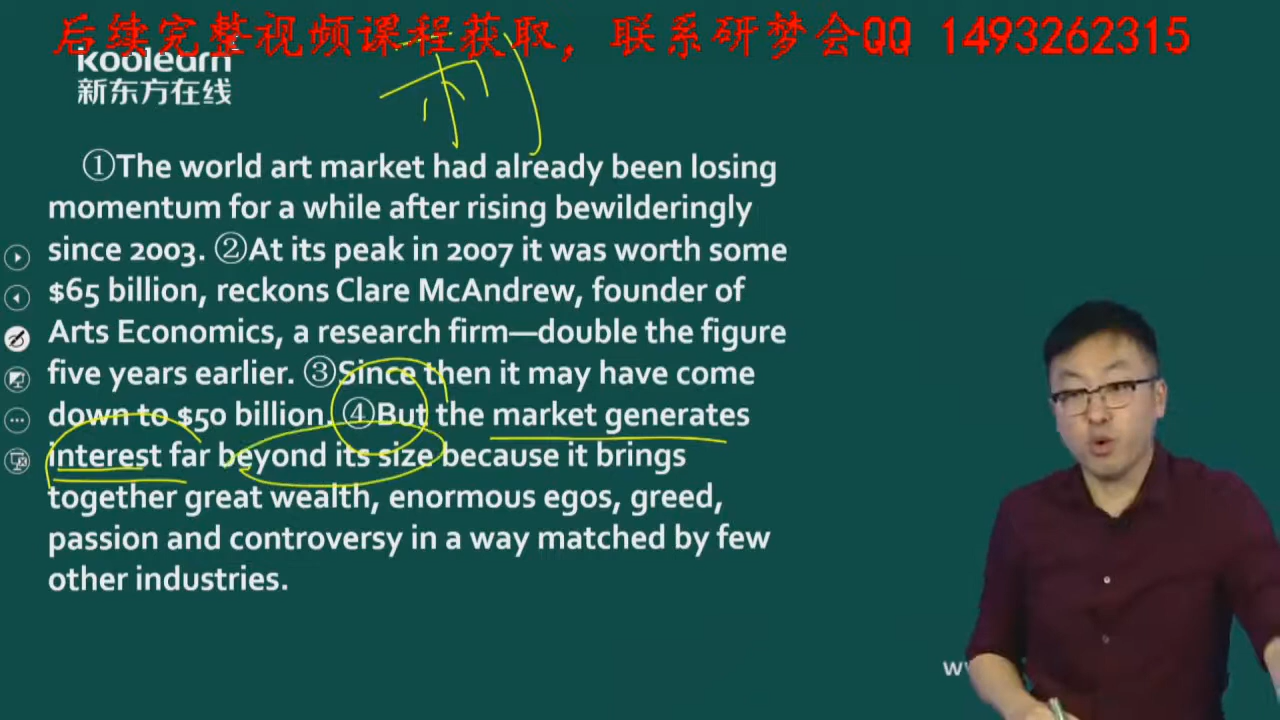 后续完整视频课程获取，联系研梦会QQ 1493262315
koolearn
新东方在线
①The world art market had already been losing
momentum for a while after rising bewilderingly
since 2003. ②At its peak in 2007 it was worth some
$65 billion, reckons Clare McAndrew, founder of
Arts Economics, a research firm—double the figure
five years earlier. ③Since then it may have come
down to $50 billion. ④But the market generates
interest far beyond its size because it brings
together great wealth, enormous egos, greed,
passion and controversy in a way matched by few
other industries.